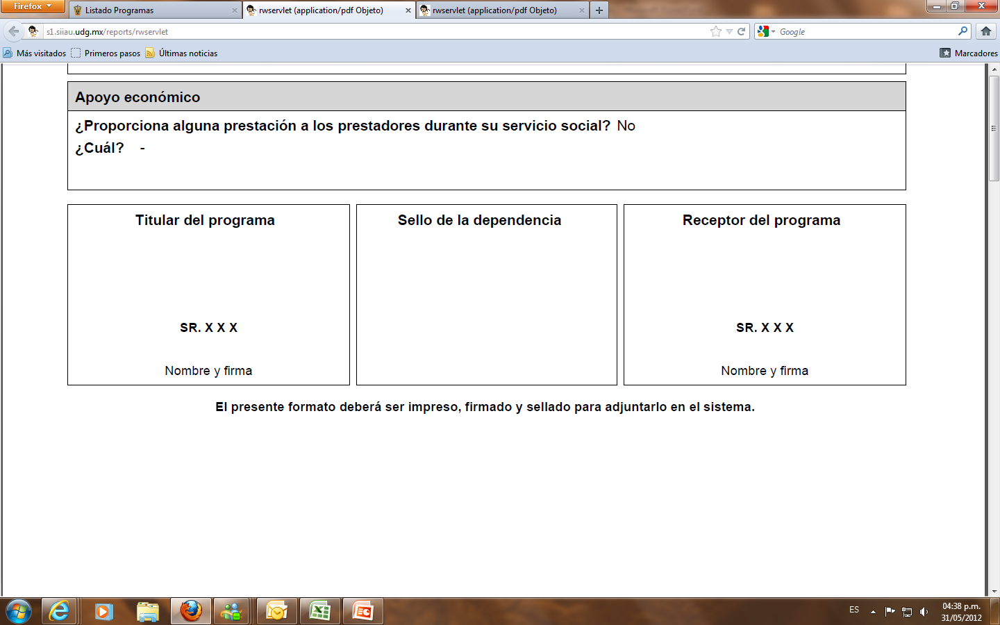 Firefox
Listado Programas
rwservlet (application/pdf Objeto)
rwservlet (application/pdf Objeto)
s1.siiau.udg.mx/reports/rwservlet
Google
Más visitados
Primeros pasos
Últimas noticias
Marcadores
Apoyo económico
¿Proporciona alguna prestación a los prestadores durante su servicio social? No
¿Cuál? -
Titular del programa
SR. X X X
Nombre y firma
Sello de la dependencia
Receptor del programa
SR. X X X
Nombre y firma
El presente formato deberá ser impreso, firmado y sellado para adjuntarlo en el sistema.
ES
04:38 p.m.
31/05/2012